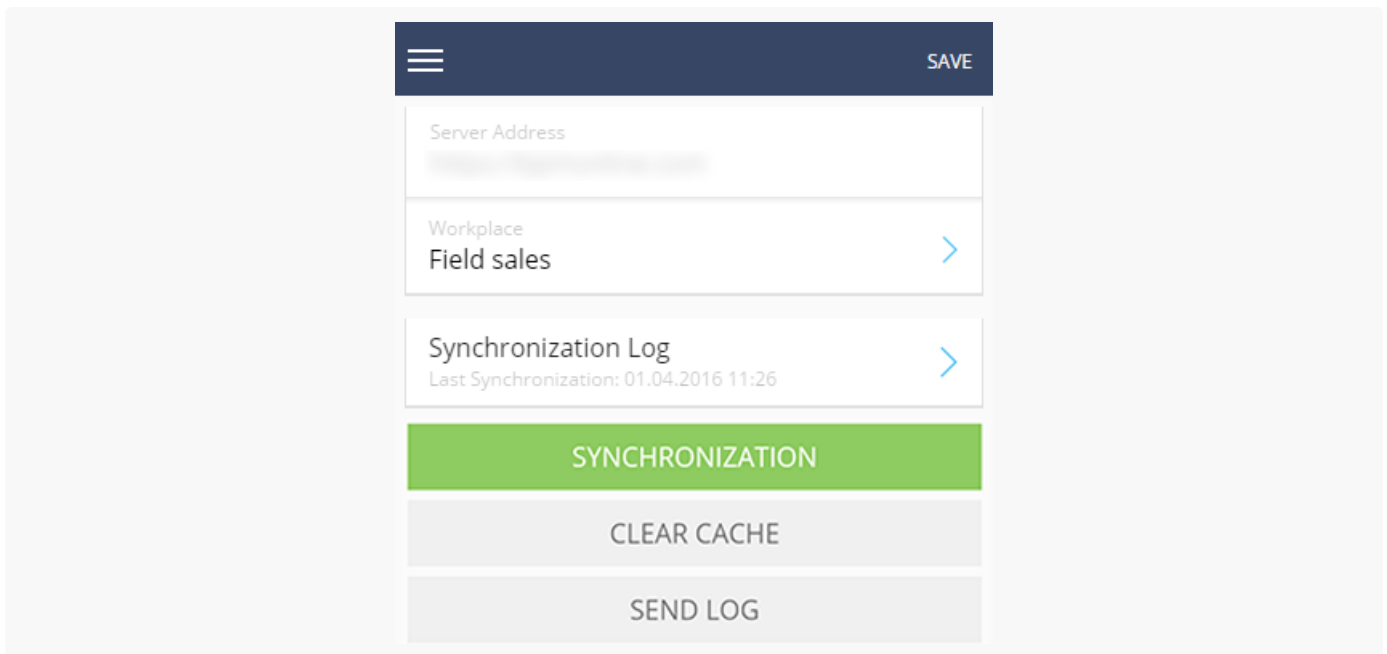 SAVE
Server Address
Workplace
Field sales
Synchronization Log
Last Synchronization: 01.04.2016 11:26
SYNCHRONIZATION
CLEAR CACHE
SEND LOG